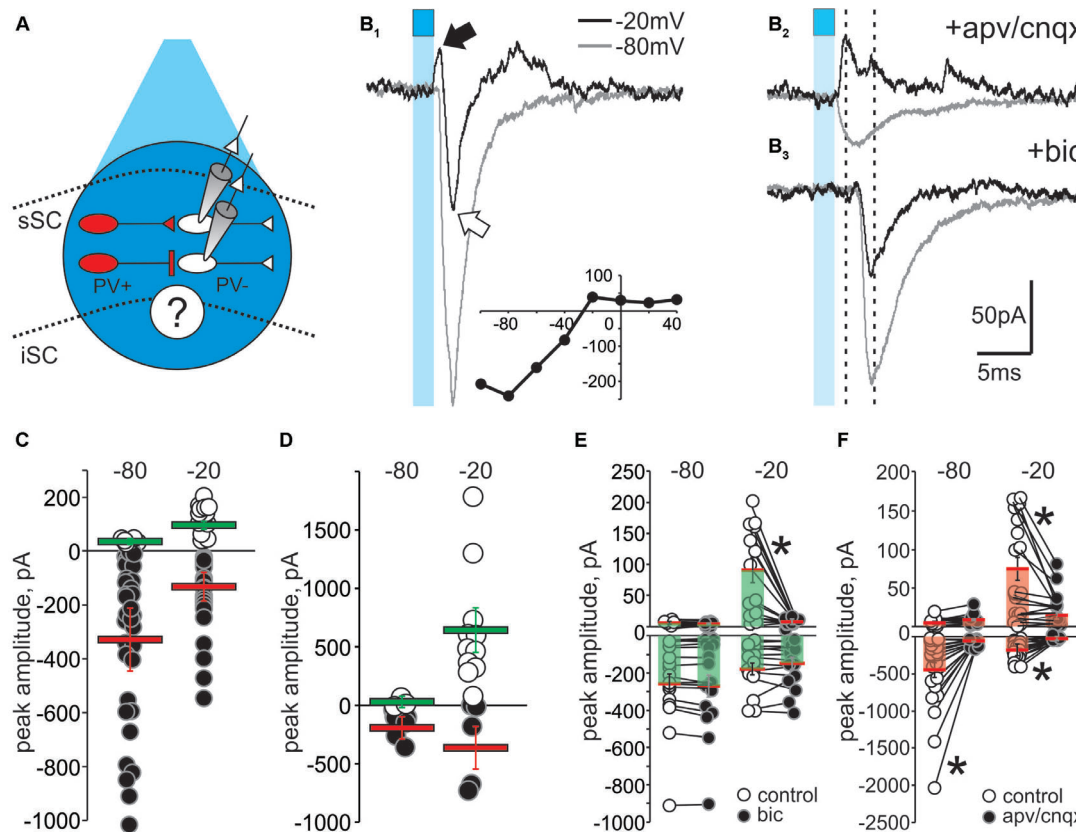 A
sSC
PV+
PV-
?
iSC
B1
-20mV
-80mV
100
-80
-40
0
40
-100
-200
B2
+apv/cnqx
B3
+bic
50pA
5ms
C
-80
-20
peak amplitude, pA
200
0
-200
-400
-600
-800
-1000
D
peak amplitude, pA
1500
1000
500
0
-500
-1000
E
-80
-20
peak amplitude, pA
250
200
150
100
50
0
-200
-400
-600
-800
-1000
*
control
bic
F
-80
-20
peak amplitude, pA
200
150
100
50
0
-500
-1000
-1500
-2000
-2500
*
*
*
control
apv/cnqx